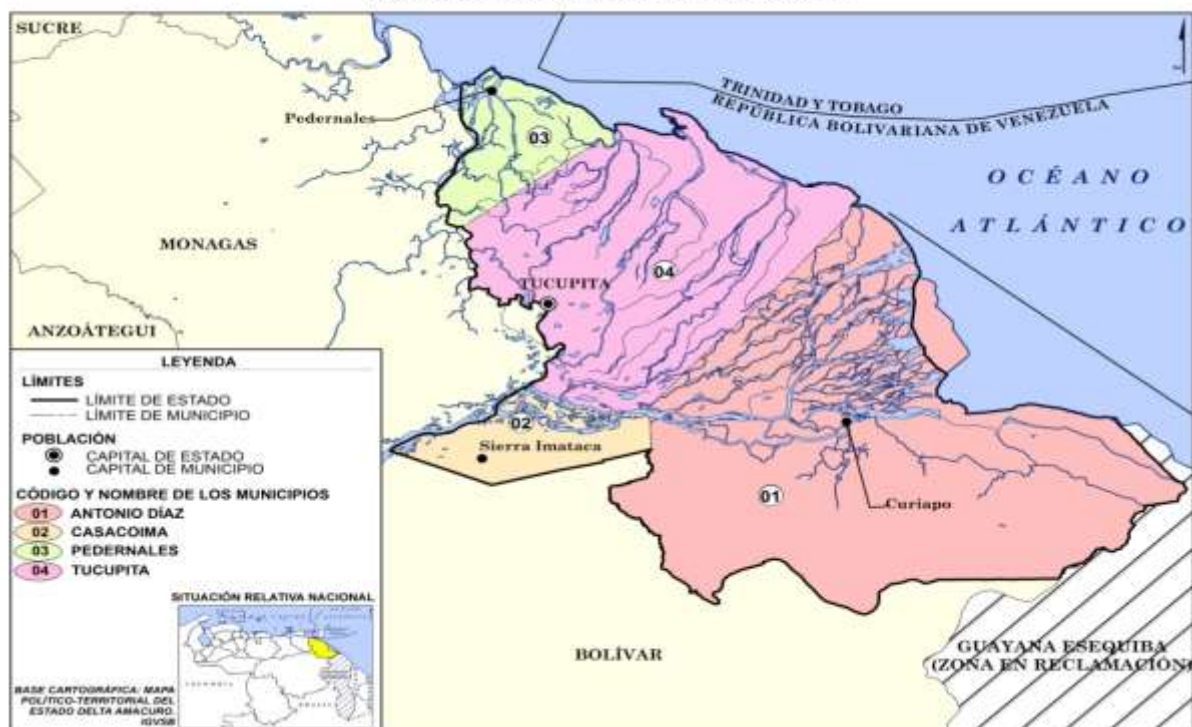 SUCRE
TRINIDAD Y TOBAGO
REPÚBLICA BOLIVARIANA DE VENEZUELA
Pedernales
03
OCÉANO
ATLÁNTICO
MONAGAS
04
TUCUPITA
ANZOÁTEGUI
02
Sierra Imataca
01
Curiapo
BOLÍVAR
GUAYANA ESEQUIBA
(ZONA EN RECLAMACIÓN)
LEYENDA
LÍMITES
LÍMITE DE ESTADO
LÍMITE DE MUNICIPIO
POBLACIÓN
CAPITAL DE ESTADO
CAPITAL DE MUNICIPIO
CÓDIGO Y NOMBRE DE LOS MUNICIPIOS
01 ANTONIO DÍAZ
02 CASACOIMA
03 PEDERNALES
04 TUCUPITA
SITUACIÓN RELATIVA NACIONAL
BASE CARTOGRÁFICA: MAPA
POLÍTICO-TERRITORIAL DEL
ESTADO DELTA AMACURO.
IGVSB